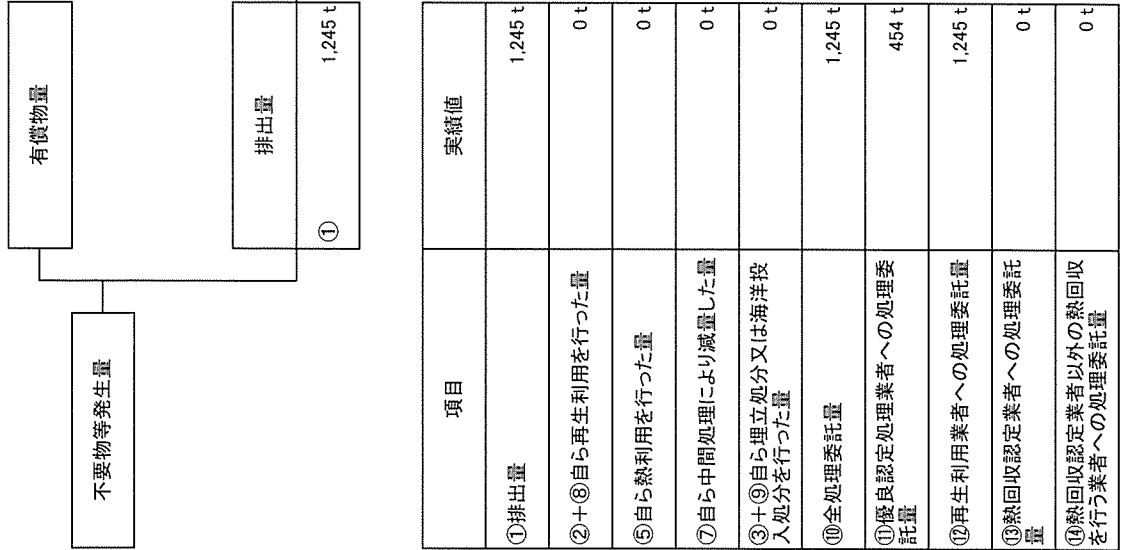 不要物等発生量
有償物量
排出量
① 1,245 t
項目 実績値
①排出量 1,245 t
②+⑧自ら再生利用を行った量 0 t
⑤自ら熱利用を行った量 0 t
⑦自ら中間処理により減量した量 0 t
③+⑨自ら埋立処分又は海洋投
入処分を行った量 0 t
⑩全処理委託量 1,245 t
⑪優良認定処理業者への処理委
託量 454 t
⑫再生利用業者への処理委託量 1,245 t
⑬熱回収認定業者への処理委託
量 0 t
⑭熱回収認定業者以外の熱回収
を行う業者への処理委託量 0 t